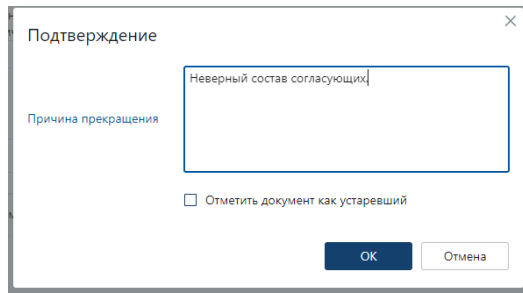 Подтверждение
Неверный состав согласующих.
Причина прекращения
Отметить документ как устаревший
ОК Отмена